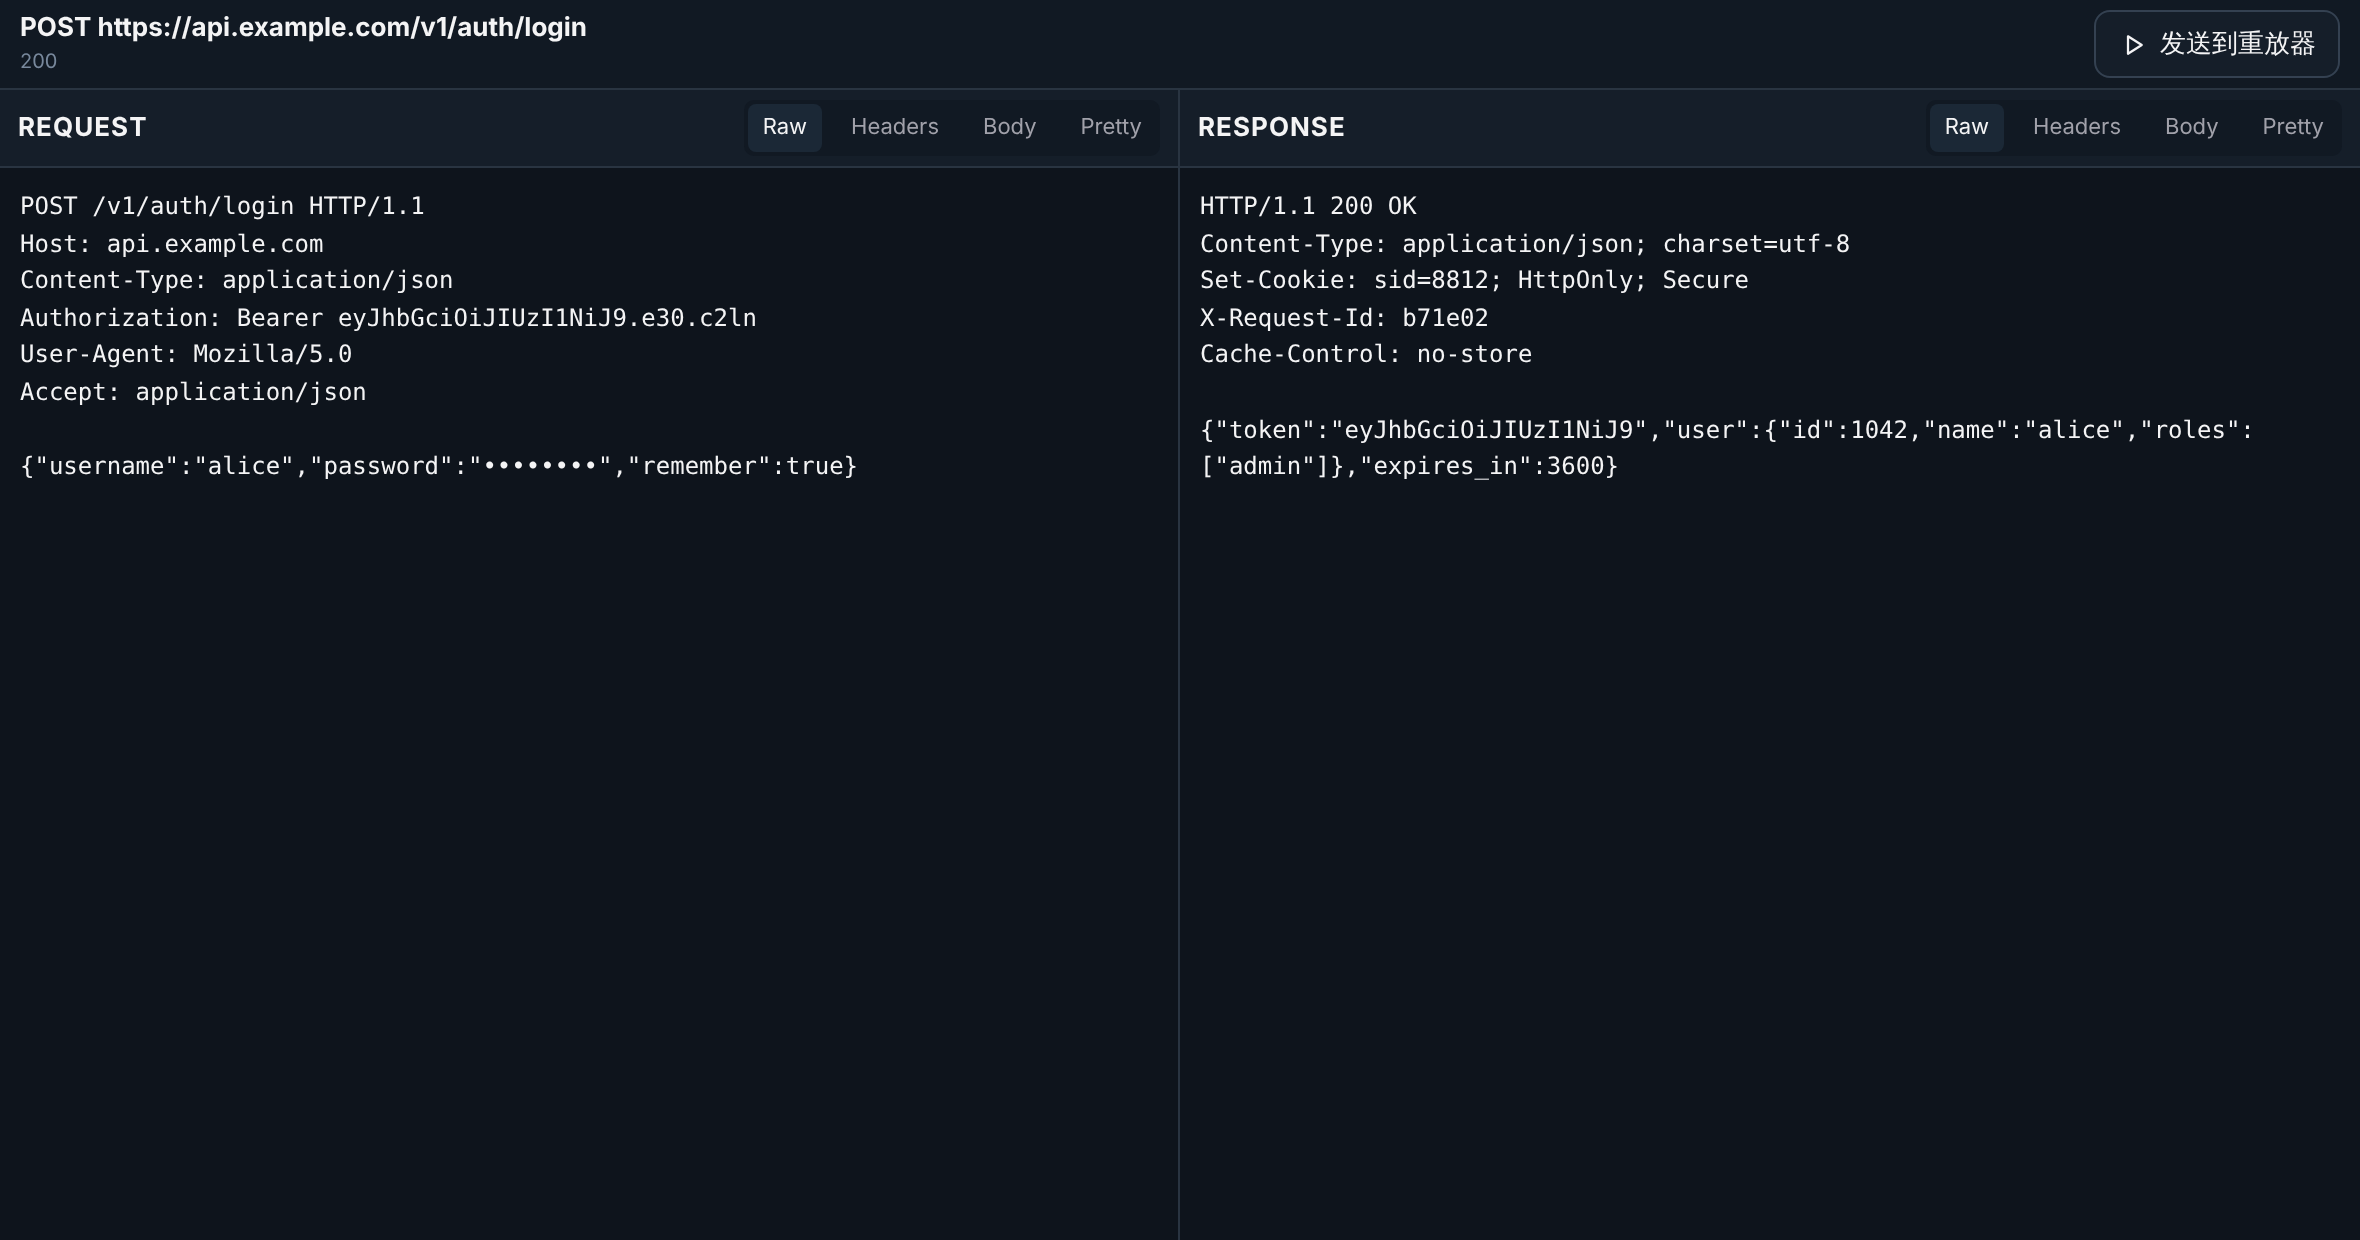 POST https://api.example.com/v1/auth/login
200
发送到重放器
REQUEST
Raw Headers Body Pretty
POST /v1/auth/login HTTP/1.1
Host: api.example.com
Content-Type: application/json
Authorization: Bearer eyJhbGciOiJIUzI1NiJ9.e30.c2ln
User-Agent: Mozilla/5.0
Accept: application/json
{"username":"alice","password":"••••••••","remember":true}
RESPONSE
Raw Headers Body Pretty
HTTP/1.1 200 OK
Content-Type: application/json; charset=utf-8
Set-Cookie: sid=8812; HttpOnly; Secure
X-Request-Id: b71e02
Cache-Control: no-store
{"token":"eyJhbGciOiJIUzI1NiJ9","user":{"id":1042,"name":"alice","roles":
["admin"]},"expires_in":3600}